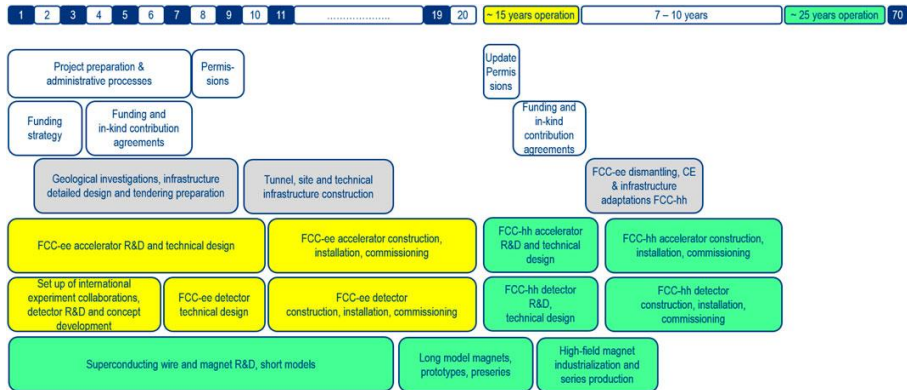 1 2 3 4 5 6 7 8 9 10 11 ................... 19 20 ~ 15 years operation 7 – 10 years ~ 25 years operation 70
Project preparation &
administrative processes
Permis-
sions
Update
Permis
sions
Funding
strategy
Funding and
in-kind contribution
agreements
Funding and
in-kind
contribution
agreements
Geological investigations, infrastructure
detailed design and tendering preparation
Tunnel, site and technical
infrastructure construction
FCC-ee dismantling, CE
& infrastructure
adaptations FCC-hh
FCC-ee accelerator R&D and technical design
FCC-ee accelerator construction,
installation, commissioning
FCC-hh accelerator
R&D and technical
design
FCC-hh accelerator construction,
installation, commissioning
Set up of international
experiment collaborations,
detector R&D and concept
development
FCC-ee detector
technical design
FCC-ee detector
construction, installation, commissioning
FCC-hh detector
R&D,
technical design
FCC-hh detector
construction, installation,
commissioning
Superconducting wire and magnet R&D, short models
Long model magnets,
prototypes, preseries
High-field magnet
industrialization and
series production